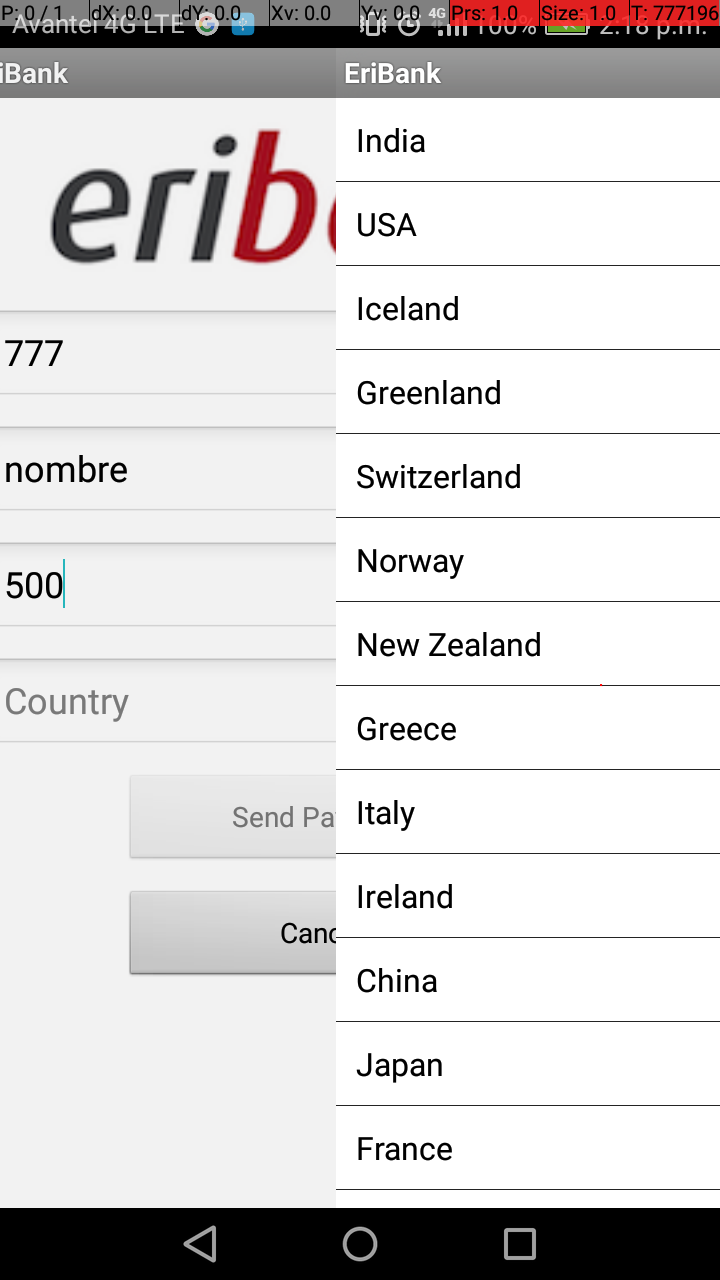 P: 0 / 1 dX: 0.0 dY: 0.0 Xv: 0.0 Yv: 0.0 Prs: 1.0 Size: 1.0 T: 777196
Avantel 4G LTE 4G 100% 2:18 p.m.
iBank
erib
777
nombre
500
Country
Send Pa
Canc
EriBank
India
USA
Iceland
Greenland
Switzerland
Norway
New Zealand
Greece
Italy
Ireland
China
Japan
France